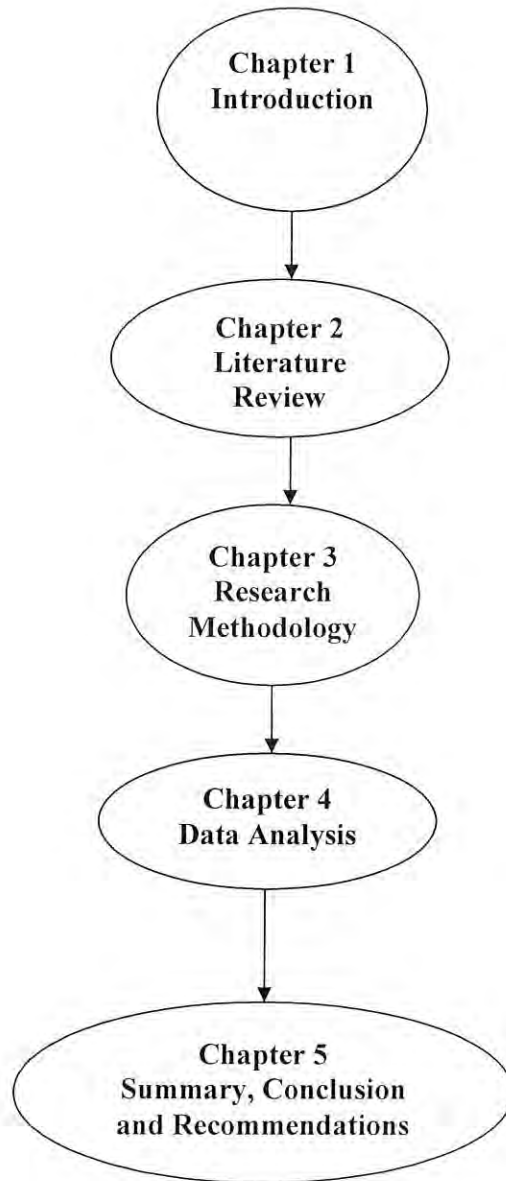 Chapter 1
Introduction
Chapter 2
Literature
Review
Chapter 3
Research
Methodology
Chapter 4
Data Analysis
Chapter 5
Summary, Conclusion
and Recommendations